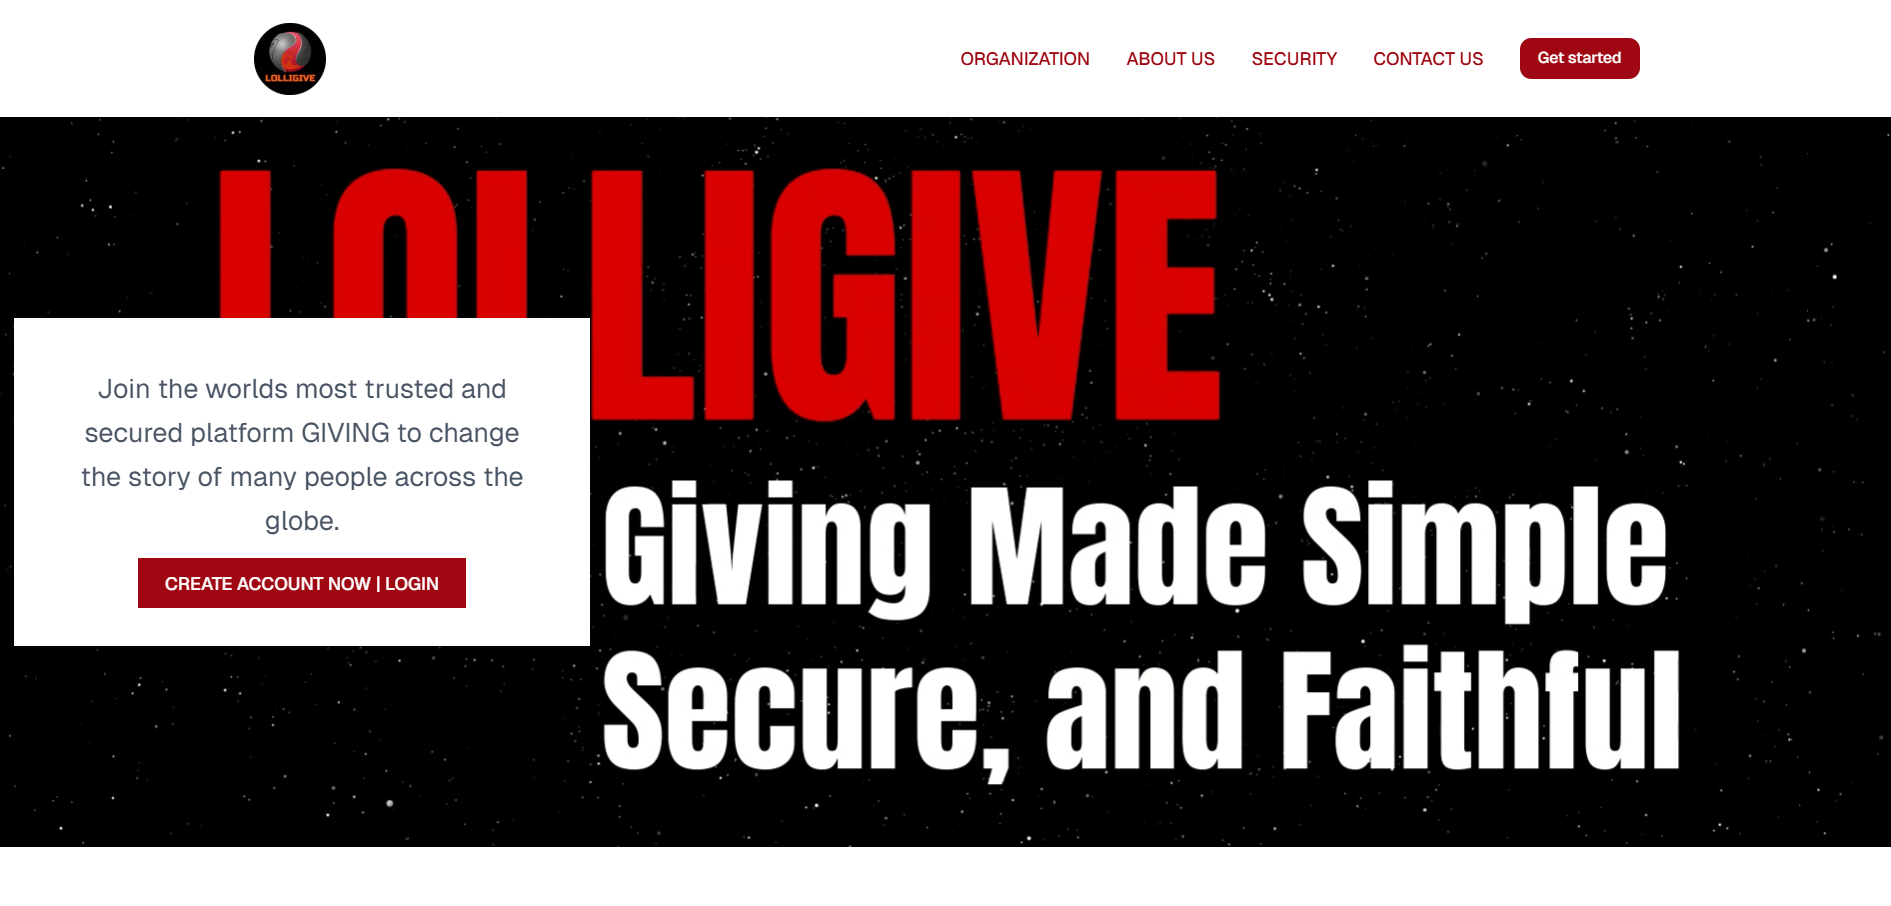 LOLLIGIVE
ORGANIZATION
ABOUT US
SECURITY
CONTACT US
Get started
LOLLIGIVE
Join the worlds most trusted and
secured platform GIVING to change
the story of many people across the
globe.
CREATE ACCOUNT NOW | LOGIN
Giving Made Simple
Secure, and Faithful